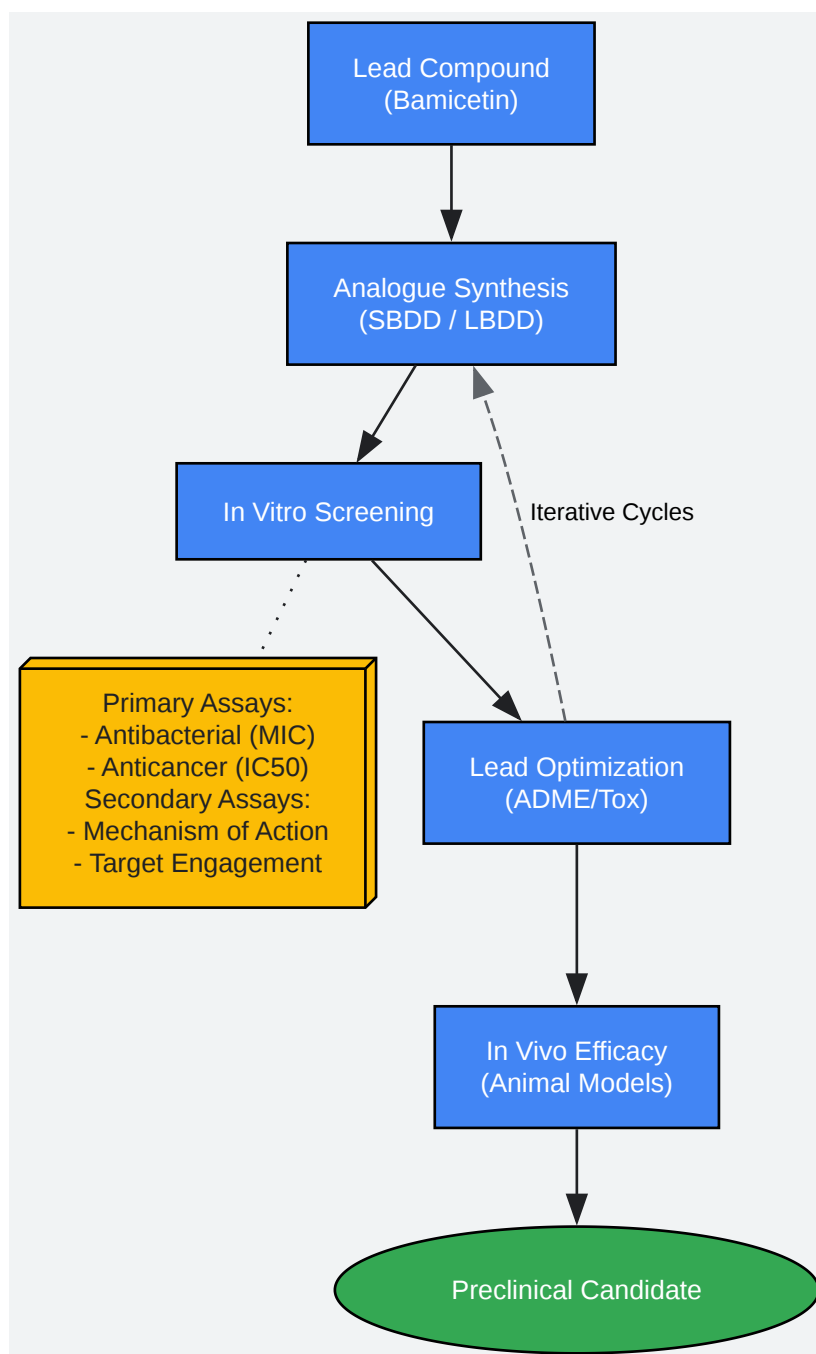 Lead Compound
(Bamicetin)
Analogue Synthesis
(SBDD / LBDD)
In Vitro Screening
Iterative Cycles
Primary Assays:
- Antibacterial (MIC)
- Anticancer (IC50)
Secondary Assays:
- Mechanism of Action
- Target Engagement
Lead Optimization
(ADME/Tox)
In Vivo Efficacy
(Animal Models)
Preclinical Candidate